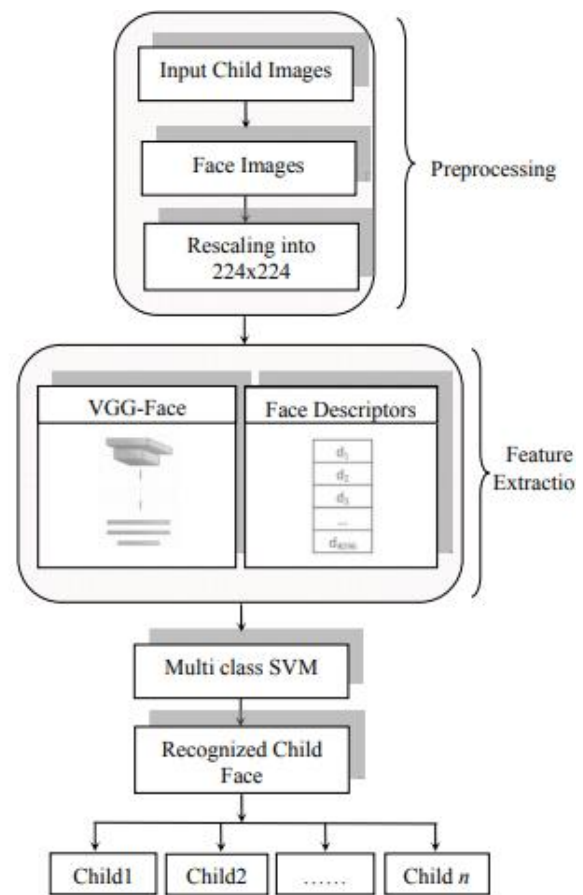 Input Child Images
Face Images
Rescaling into
224x224
Preprocessing
VGG-Face
Face Descriptors
d1
d2
d3
...
d4096
Feature
Extraction
Multi class SVM
Recognized Child
Face
Child1
Child2
......
Child n